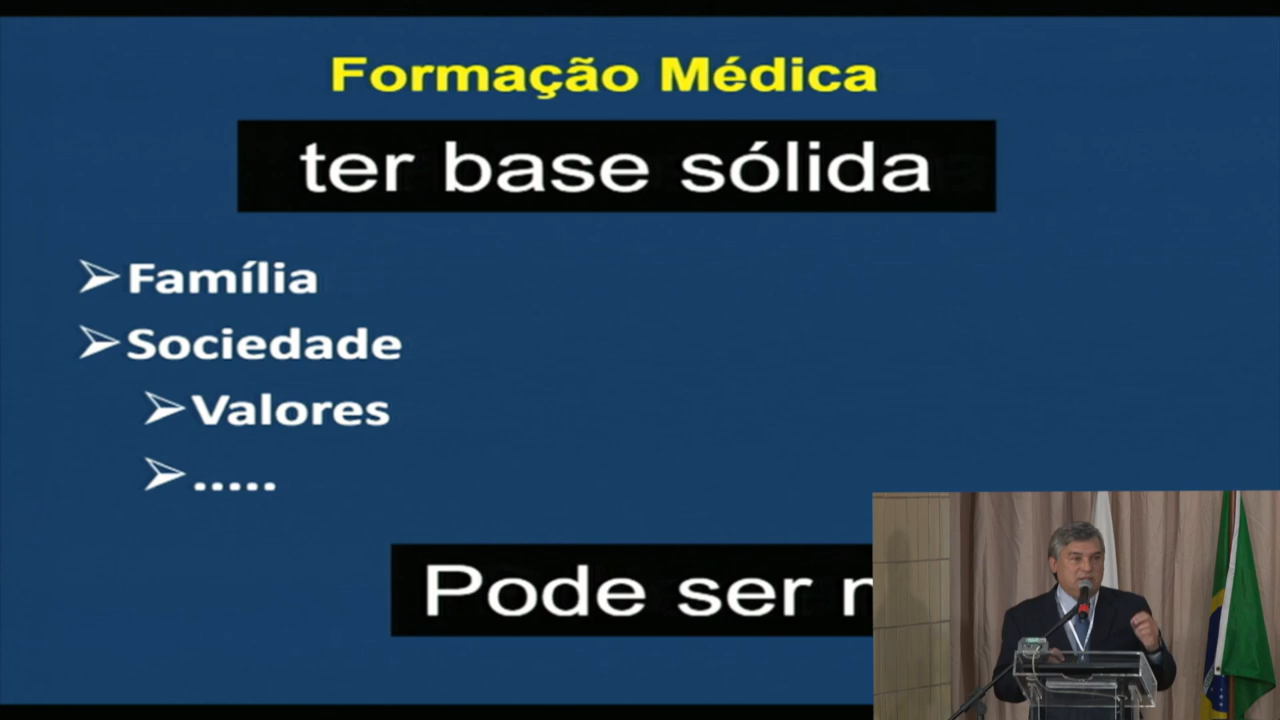 Formação Médica
ter base sólida
➢Família
➢Sociedade
➢Valores
➢.....
Pode ser